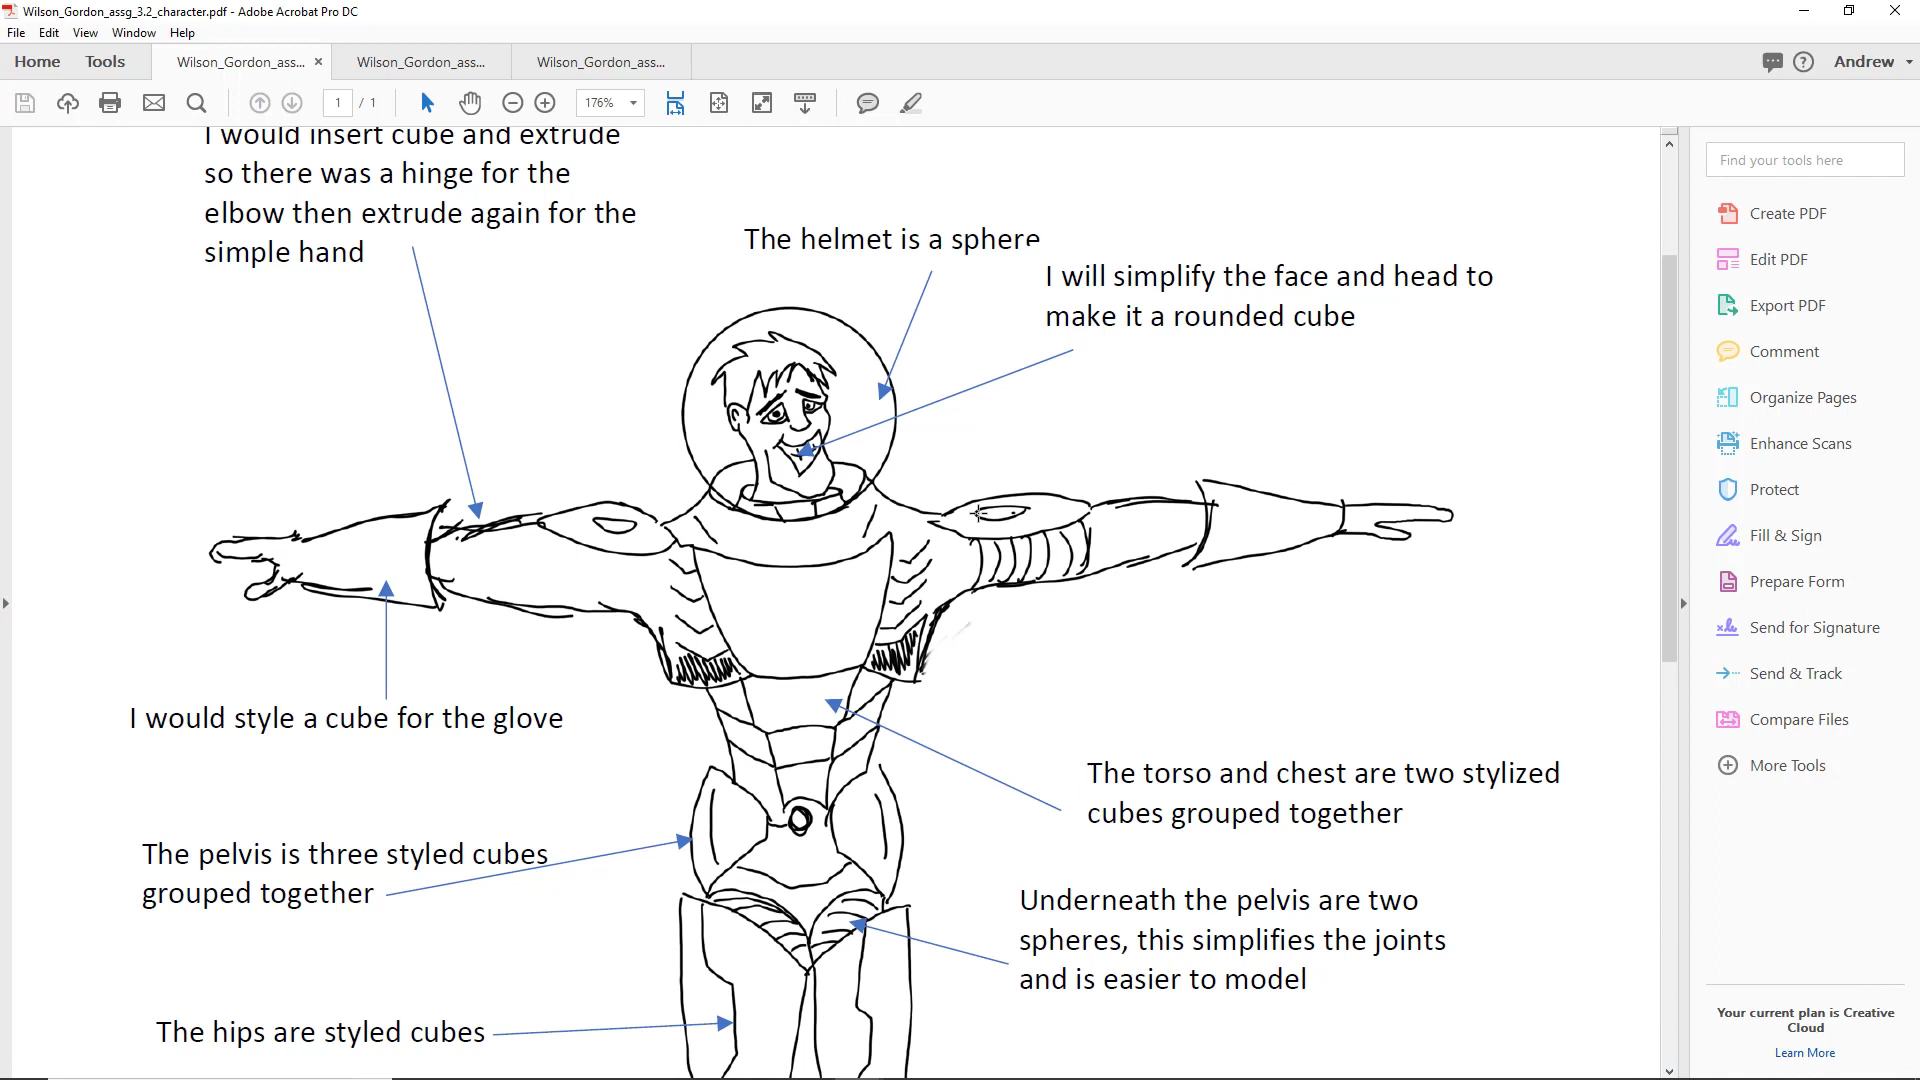 Wilson_Gordon_assg_3.2_character.pdf - Adobe Acrobat Pro DC
File Edit View Window Help
Home Tools Wilson_Gordon_ass... × Wilson_Gordon_ass... Wilson_Gordon_ass... Andrew
1 / 1 176%
I would insert cube and extrude
so there was a hinge for the
elbow then extrude again for the
simple hand
The helmet is a sphere
I will simplify the face and head to
make it a rounded cube
I would style a cube for the glove
The torso and chest are two stylized
cubes grouped together
The pelvis is three styled cubes
grouped together
Underneath the pelvis are two
spheres, this simplifies the joints
and is easier to model
The hips are styled cubes
Find your tools here
Create PDF
Edit PDF
Export PDF
Comment
Organize Pages
Enhance Scans
Protect
Fill & Sign
Prepare Form
Send for Signature
Send & Track
Compare Files
More Tools
Your current plan is Creative
Cloud
Learn More